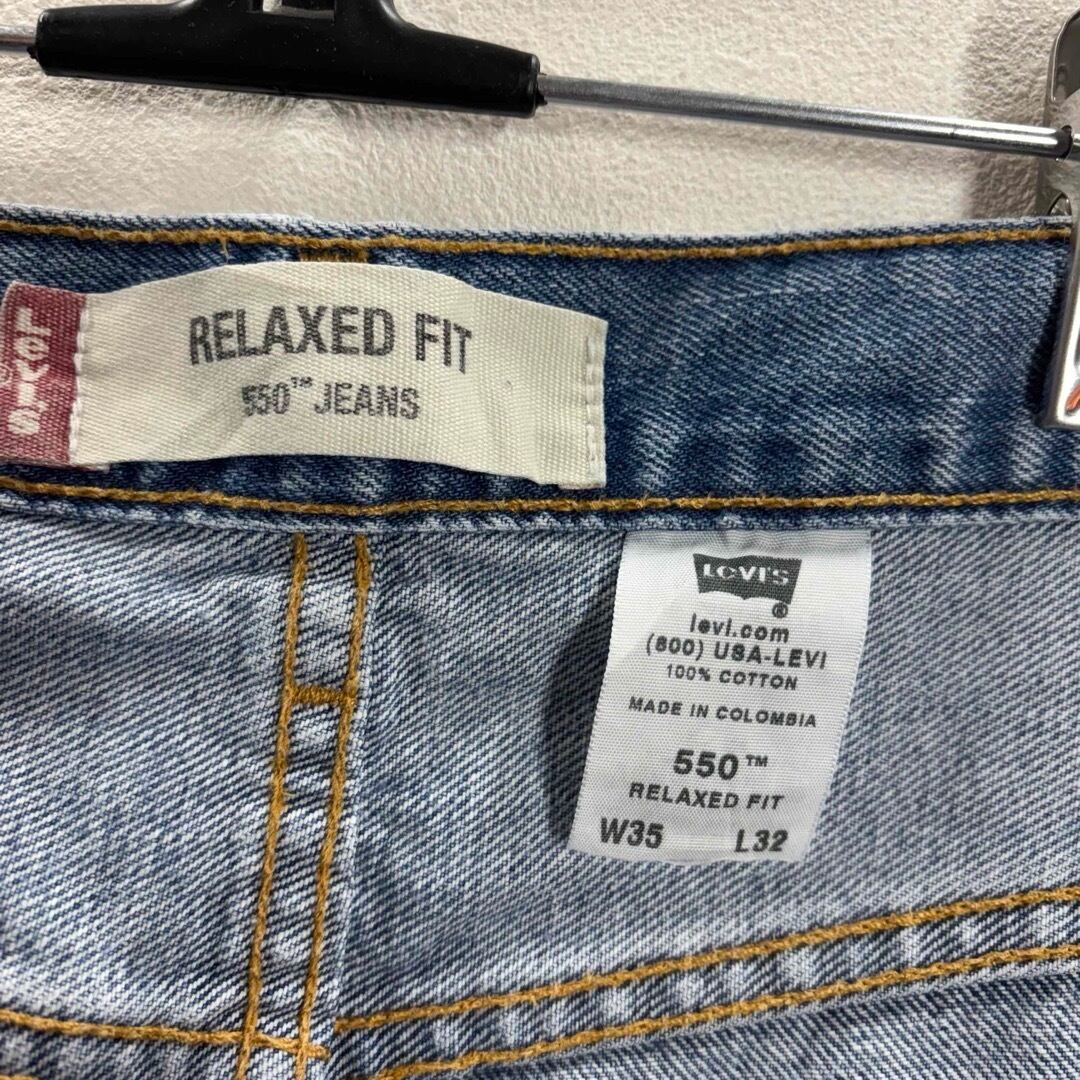 Levi's
®
RELAXED FIT
550™ JEANS
LEVI'S
®
levi.com
(800) USA-LEVI
100% COTTON
MADE IN COLOMBIA
550™
RELAXED FIT
W35 L32